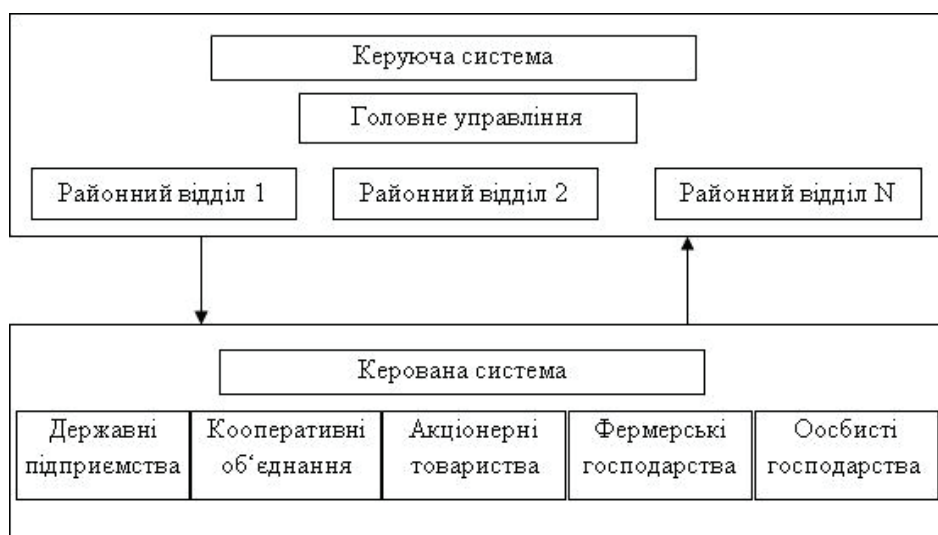 Керуюча система
Головне управління
Районний відділ 1
Районний відділ 2
Районний відділ N
Керована система
Державні
підприємства
Кооперативні
об‘єднання
Акціонерні
товариства
Фермерські
господарства
Оосбисті
господарства